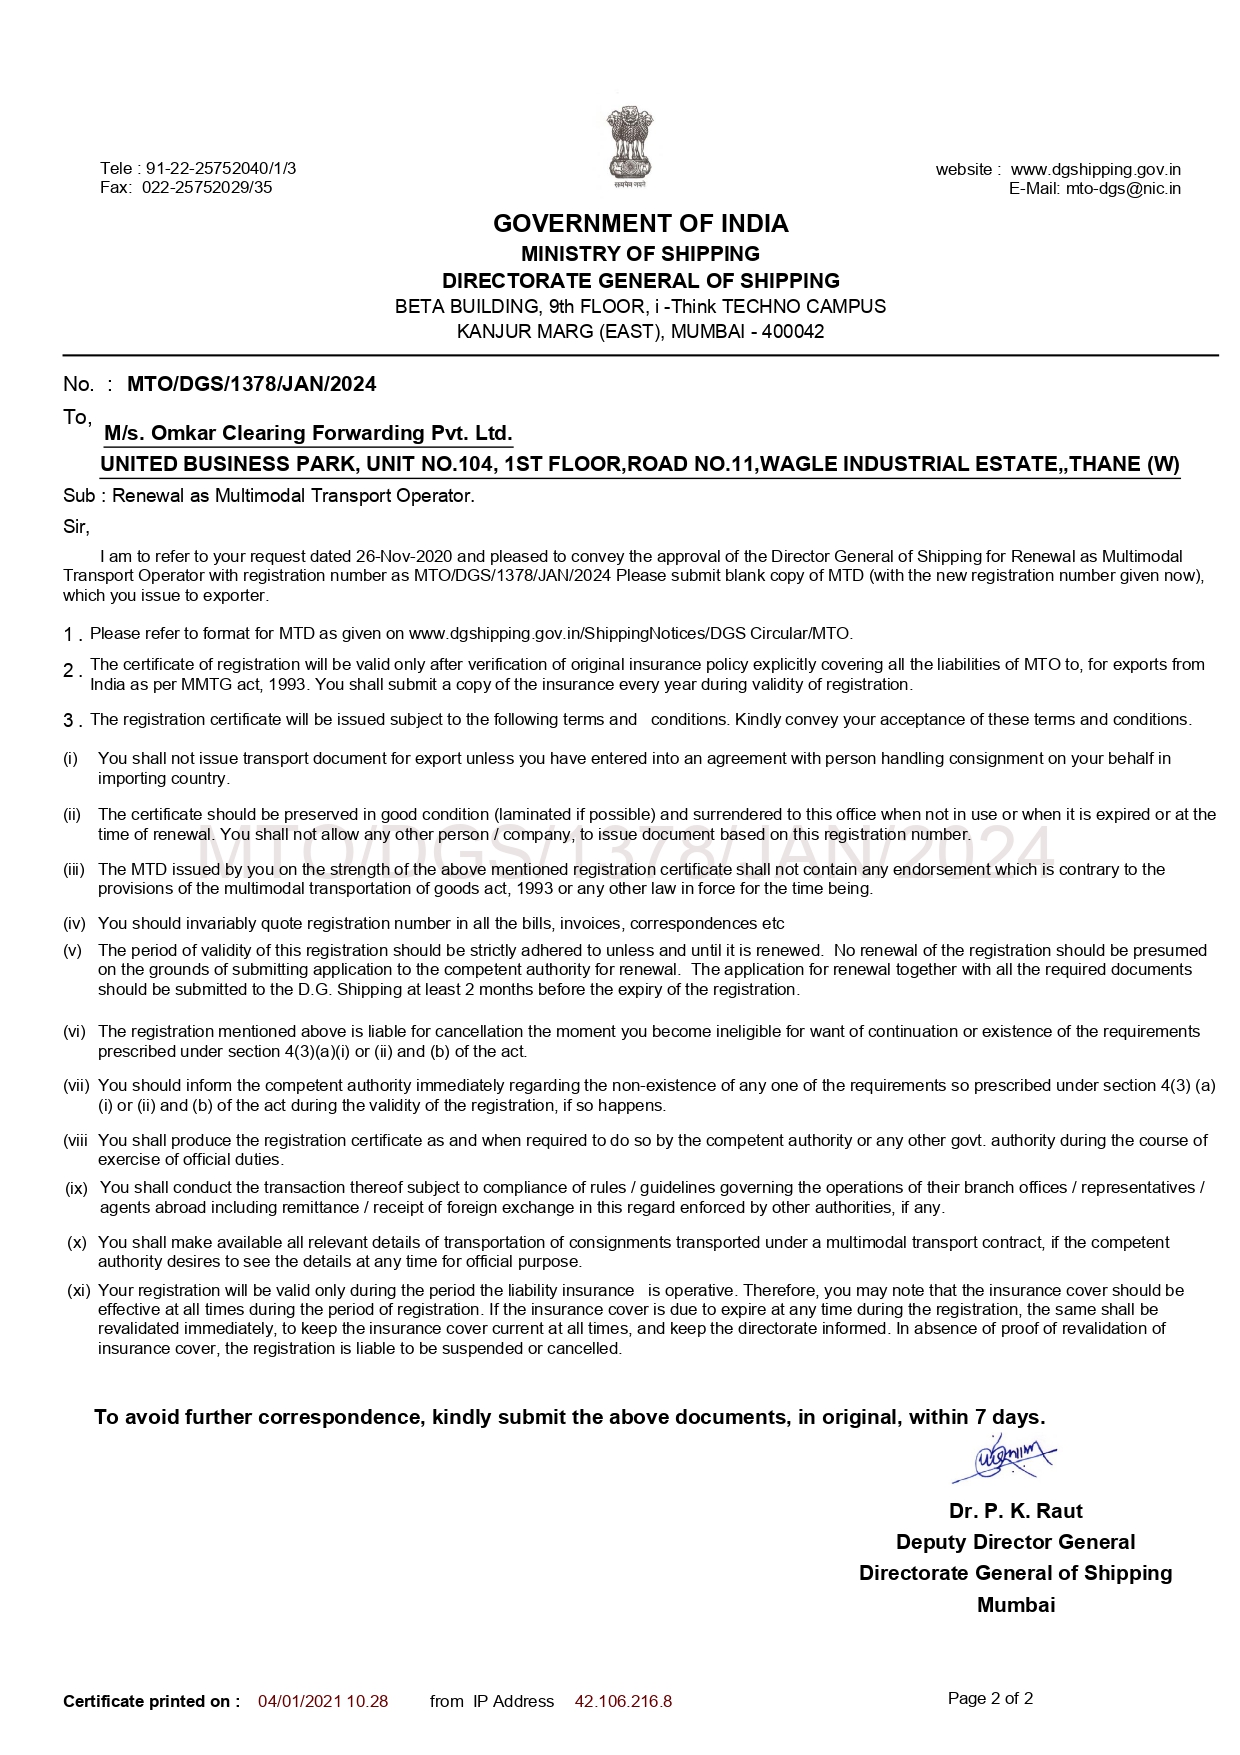 Tele : 91-22-25752040/1/3
Fax:  022-25752029/35
सत्यमेव जयते
website :  www.dgshipping.gov.in
E-Mail: mto-dgs@nic.in
GOVERNMENT OF INDIA
MINISTRY OF SHIPPING
DIRECTORATE GENERAL OF SHIPPING
BETA BUILDING, 9th FLOOR, i -Think TECHNO CAMPUS
KANJUR MARG (EAST), MUMBAI - 400042
No.  :  MTO/DGS/1378/JAN/2024
To,
M/s. Omkar Clearing Forwarding Pvt. Ltd.
UNITED BUSINESS PARK, UNIT NO.104, 1ST FLOOR,ROAD NO.11,WAGLE INDUSTRIAL ESTATE,,THANE (W)
Sub : Renewal as Multimodal Transport Operator.
Sir,
I am to refer to your request dated 26-Nov-2020 and pleased to convey the approval of the Director General of Shipping for Renewal as Multimodal
Transport Operator with registration number as MTO/DGS/1378/JAN/2024 Please submit blank copy of MTD (with the new registration number given now),
which you issue to exporter.
1 . Please refer to format for MTD as given on www.dgshipping.gov.in/ShippingNotices/DGS Circular/MTO.
2 . The certificate of registration will be valid only after verification of original insurance policy explicitly covering all the liabilities of MTO to, for exports from
India as per MMTG act, 1993. You shall submit a copy of the insurance every year during validity of registration.
3 . The registration certificate will be issued subject to the following terms and   conditions. Kindly convey your acceptance of these terms and conditions.
(i) You shall not issue transport document for export unless you have entered into an agreement with person handling consignment on your behalf in
importing country.
(ii) The certificate should be preserved in good condition (laminated if possible) and surrendered to this office when not in use or when it is expired or at the
time of renewal. You shall not allow any other person / company, to issue document based on this registration number.
MTO/DGS/1378/JAN/2024
(iii) The MTD issued by you on the strength of the above mentioned registration certificate shall not contain any endorsement which is contrary to the
provisions of the multimodal transportation of goods act, 1993 or any other law in force for the time being.
(iv) You should invariably quote registration number in all the bills, invoices, correspondences etc
(v) The period of validity of this registration should be strictly adhered to unless and until it is renewed.  No renewal of the registration should be presumed
on the grounds of submitting application to the competent authority for renewal.  The application for renewal together with all the required documents
should be submitted to the D.G. Shipping at least 2 months before the expiry of the registration.
(vi) The registration mentioned above is liable for cancellation the moment you become ineligible for want of continuation or existence of the requirements
prescribed under section 4(3)(a)(i) or (ii) and (b) of the act.
(vii) You should inform the competent authority immediately regarding the non-existence of any one of the requirements so prescribed under section 4(3) (a)
(i) or (ii) and (b) of the act during the validity of the registration, if so happens.
(viii You shall produce the registration certificate as and when required to do so by the competent authority or any other govt. authority during the course of
exercise of official duties.
(ix) You shall conduct the transaction thereof subject to compliance of rules / guidelines governing the operations of their branch offices / representatives /
agents abroad including remittance / receipt of foreign exchange in this regard enforced by other authorities, if any.
(x) You shall make available all relevant details of transportation of consignments transported under a multimodal transport contract, if the competent
authority desires to see the details at any time for official purpose.
(xi) Your registration will be valid only during the period the liability insurance   is operative. Therefore, you may note that the insurance cover should be
effective at all times during the period of registration. If the insurance cover is due to expire at any time during the registration, the same shall be
revalidated immediately, to keep the insurance cover current at all times, and keep the directorate informed. In absence of proof of revalidation of
insurance cover, the registration is liable to be suspended or cancelled.
To avoid further correspondence, kindly submit the above documents, in original, within 7 days.
Dr. P. K. Raut
Deputy Director General
Directorate General of Shipping
Mumbai
Certificate printed on :  04/01/2021 10.28  from  IP Address  42.106.216.8
Page 2 of 2